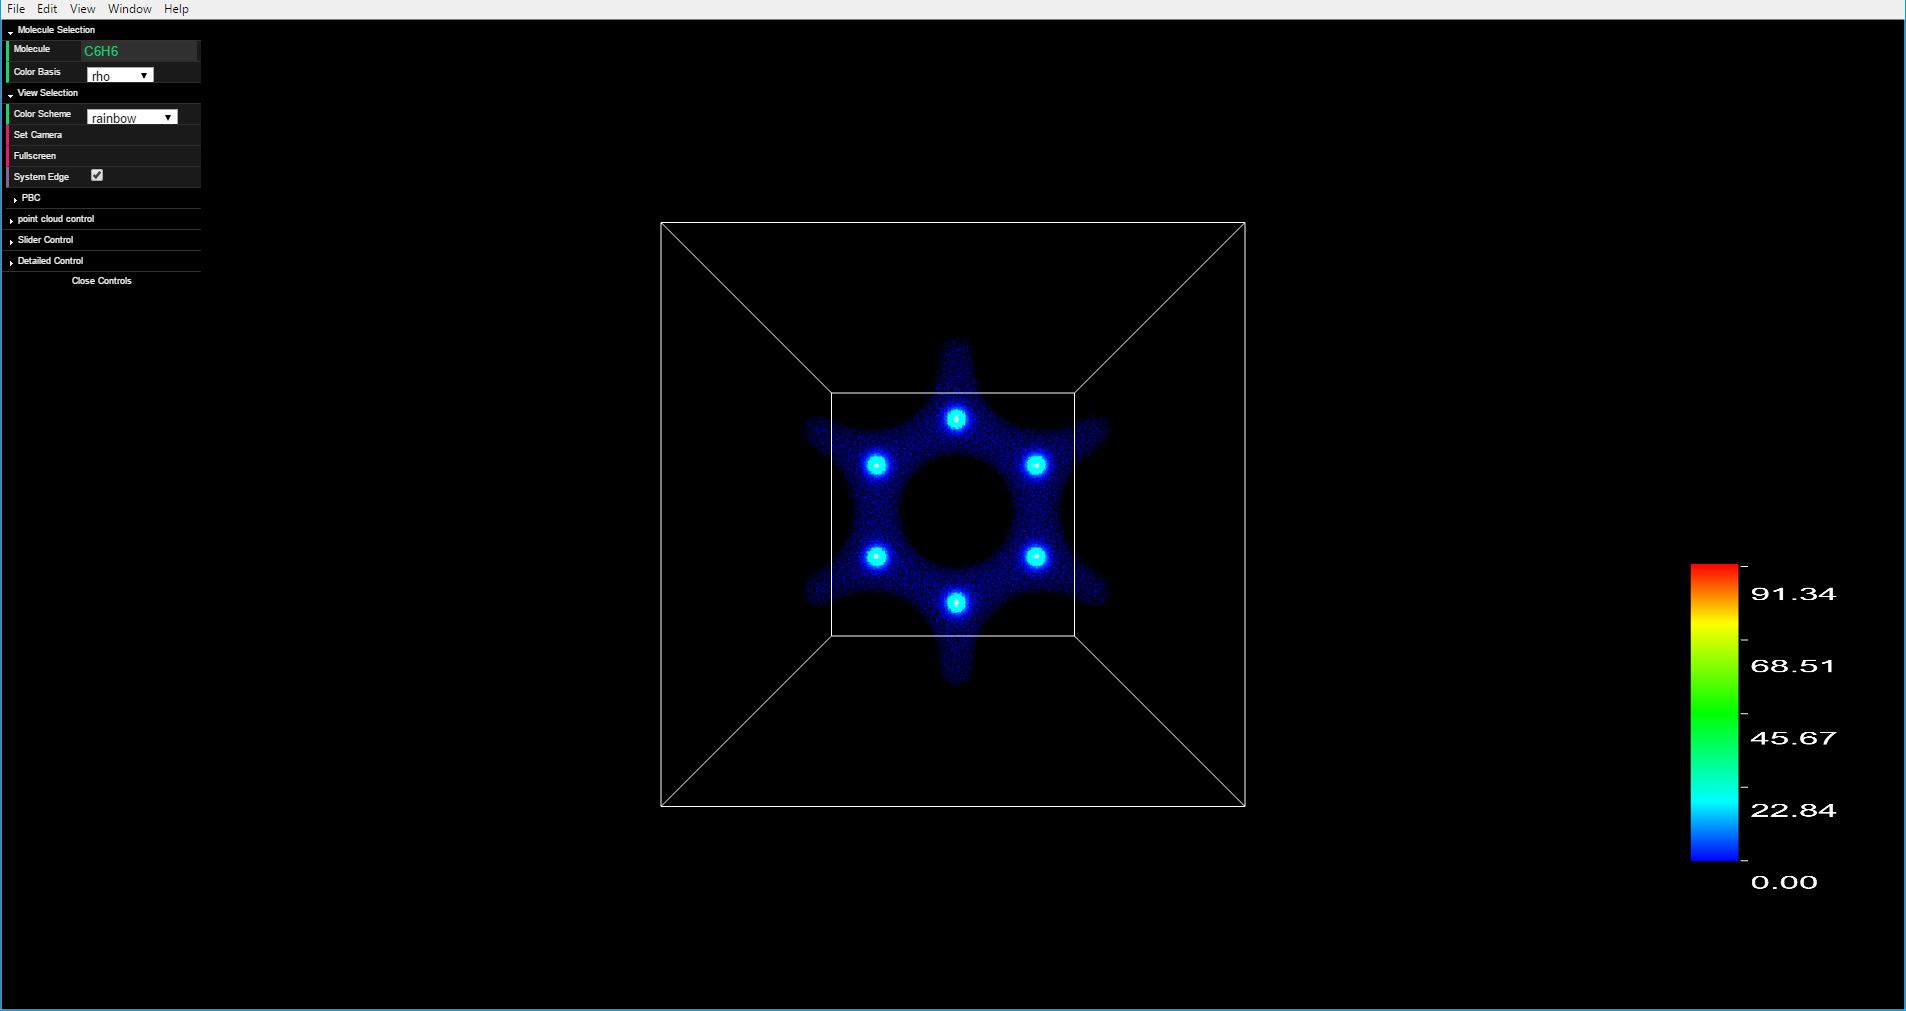 File Edit View Window Help
Molecule Selection
Molecule C6H6
Color Basis rho
View Selection
Color Scheme rainbow
Set Camera
Fullscreen
System Edge
PBC
point cloud control
Slider Control
Detailed Control
Close Controls
91.34
68.51
45.67
22.84
0.00